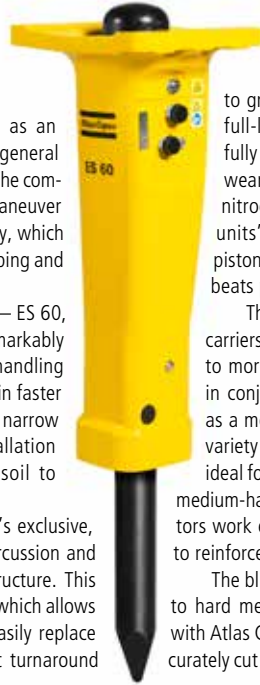 as an
general
he com-
aneuver
y, which
ping and
– ES 60,
markably
handling
in faster
narrow
allation
soil to
's exclusive,
rcussion and
ructure. This
which allows
asily replace
t turnaround
Atlas Copco
ES 60
to gr
full-l
fully
wear
nitro
units'
piston
beats
Th
carriers
to mor
in conj
as a m
variety
ideal fo
medium-ha
tors work
to reinforce
The bl
to hard me
with Atlas C
curately cut